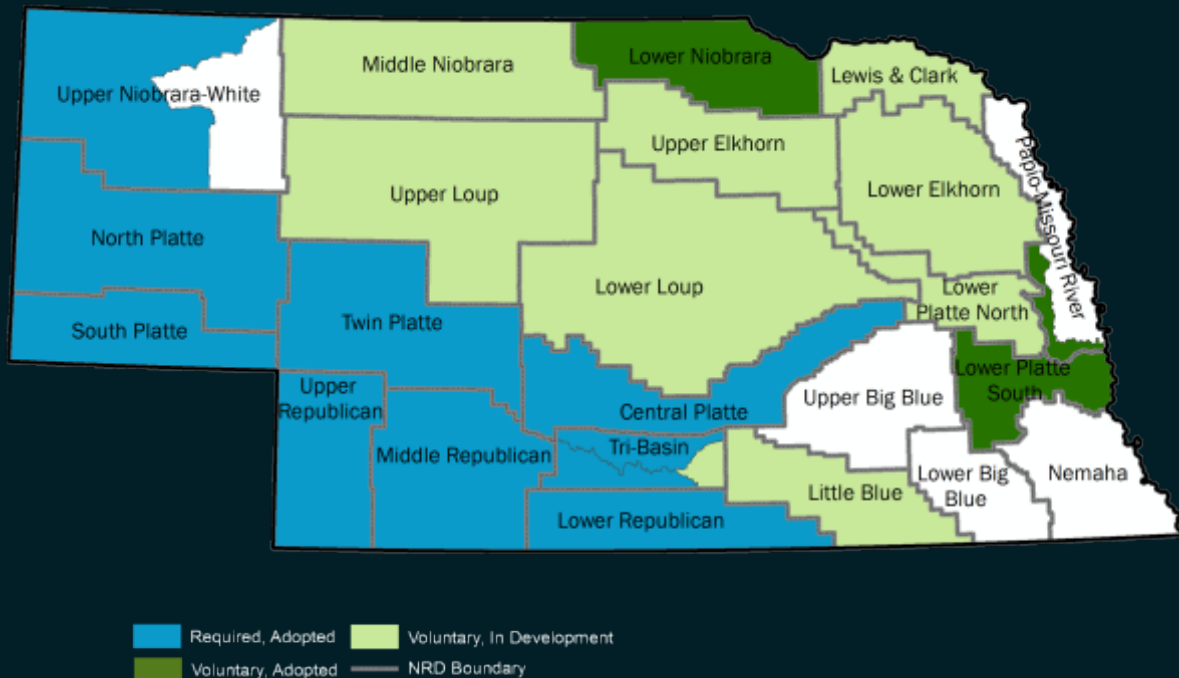 Lower Niobrara
Middle Niobrara
Lewis & Clark
Upper Niobrara-White
Upper Elkhorn
Papio-Missouri River
Upper Loup
Lower Elkhorn
North Platte
Lower Loup
Lower
Platte North
South Platte
Twin Platte
Lower Platte
South
Upper
Republican
Central Platte
Upper Big Blue
Middle Republican
Tri-Basin
Lower Big
Blue
Nemaha
Little Blue
Lower Republican
Required, Adopted
Voluntary, In Development
Voluntary, Adopted
NRD Boundary